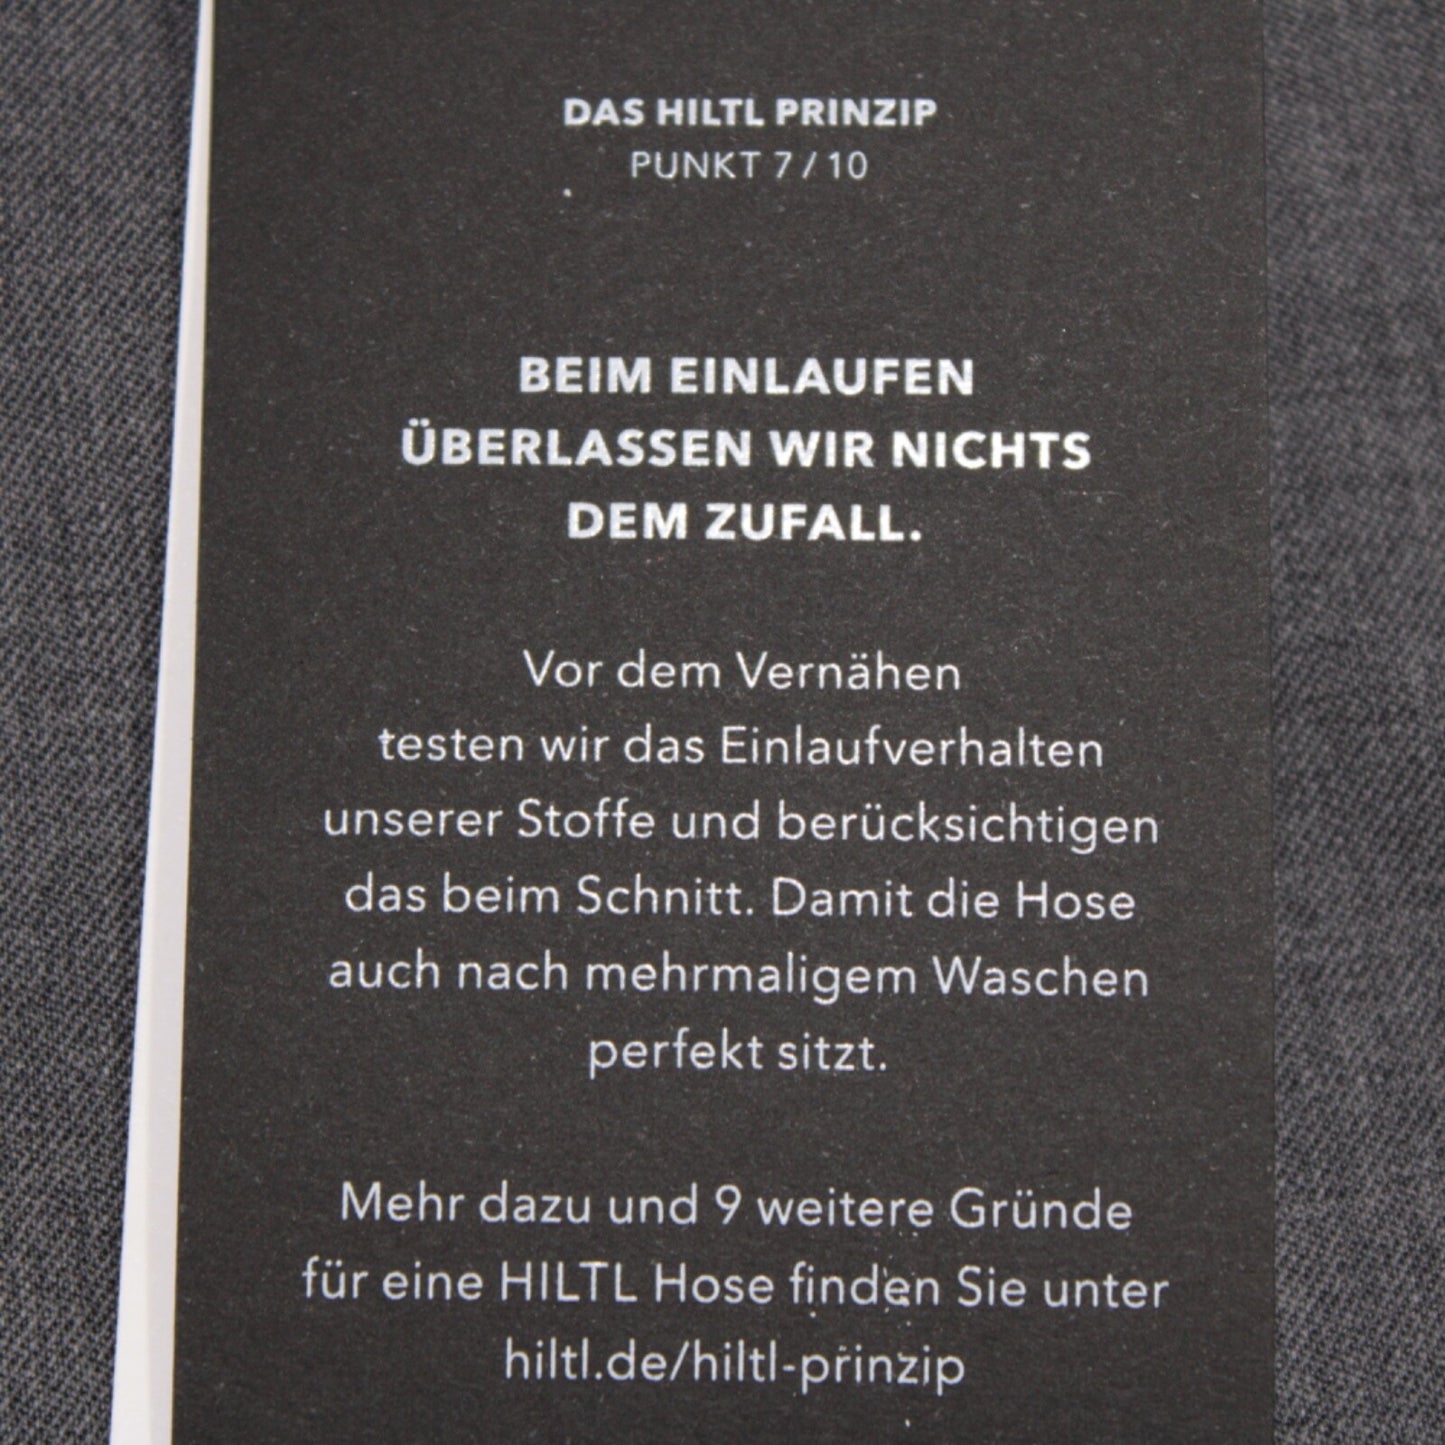 DAS HILTL PRINZIP
PUNKT 7 / 10
BEIM EINLAUFEN
ÜBERLASSEN WIR NICHTS
DEM ZUFALL.
Vor dem Vernähen
testen wir das Einlaufverhalten
unserer Stoffe und berücksichtigen
das beim Schnitt. Damit die Hose
auch nach mehrmaligem Waschen
perfekt sitzt.
Mehr dazu und 9 weitere Gründe
für eine HILTL Hose finden Sie unter
hiltl.de/hiltl-prinzip